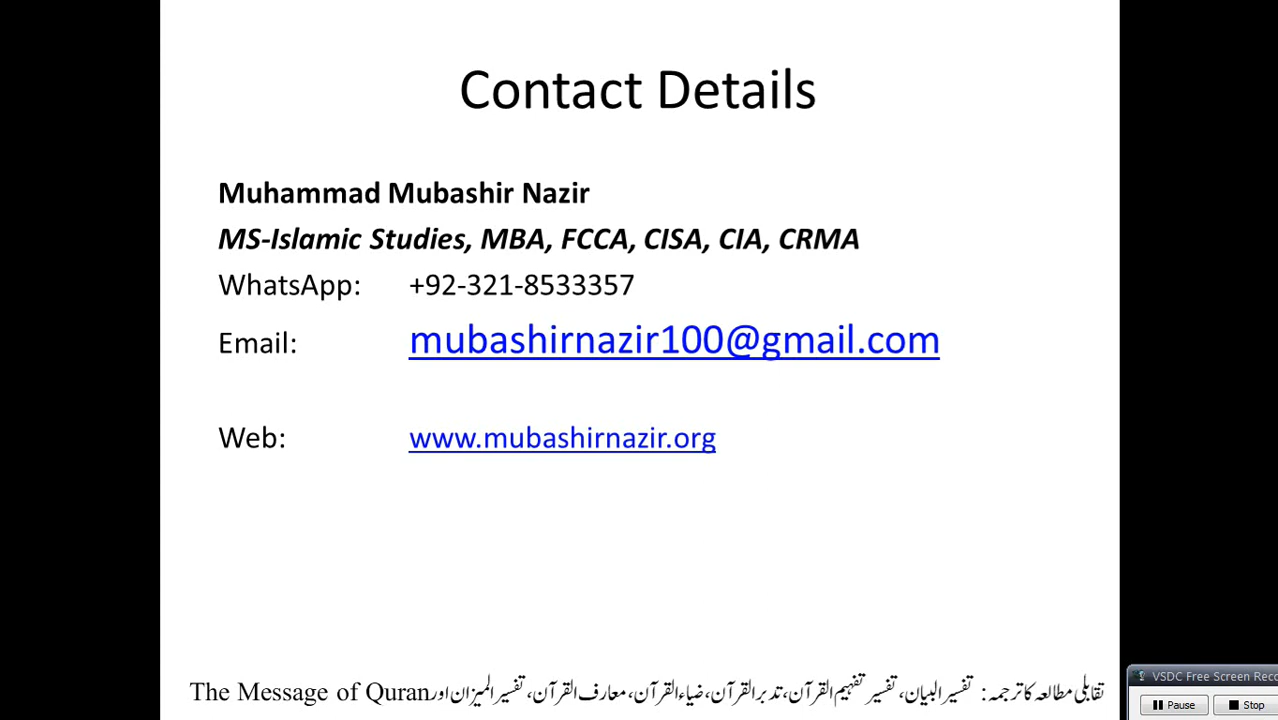 Contact Details
Muhammad Mubashir Nazir
MS-Islamic Studies, MBA, FCCA, CISA, CIA, CRMA
WhatsApp: +92-321-8533357
Email: mubashirnazir100@gmail.com
Web: www.mubashirnazir.org
تقابلی مطالعہ کا ترجمہ: تفسیر البیان، تفسیر تفہیم القرآن، تدبر القرآن، ضیاء القرآن، معارف القرآن، تفسیر المیزان اور The Message of Quran
VSDC Free Screen Reco
Pause Stop